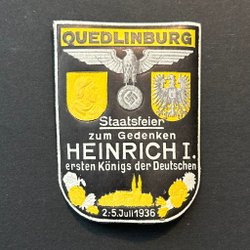 QUEDLINBURG
Staatsfeier
zum Gedenken
HEINRICH I.
ersten Königs der Deutschen
2.-5. Juli 1936